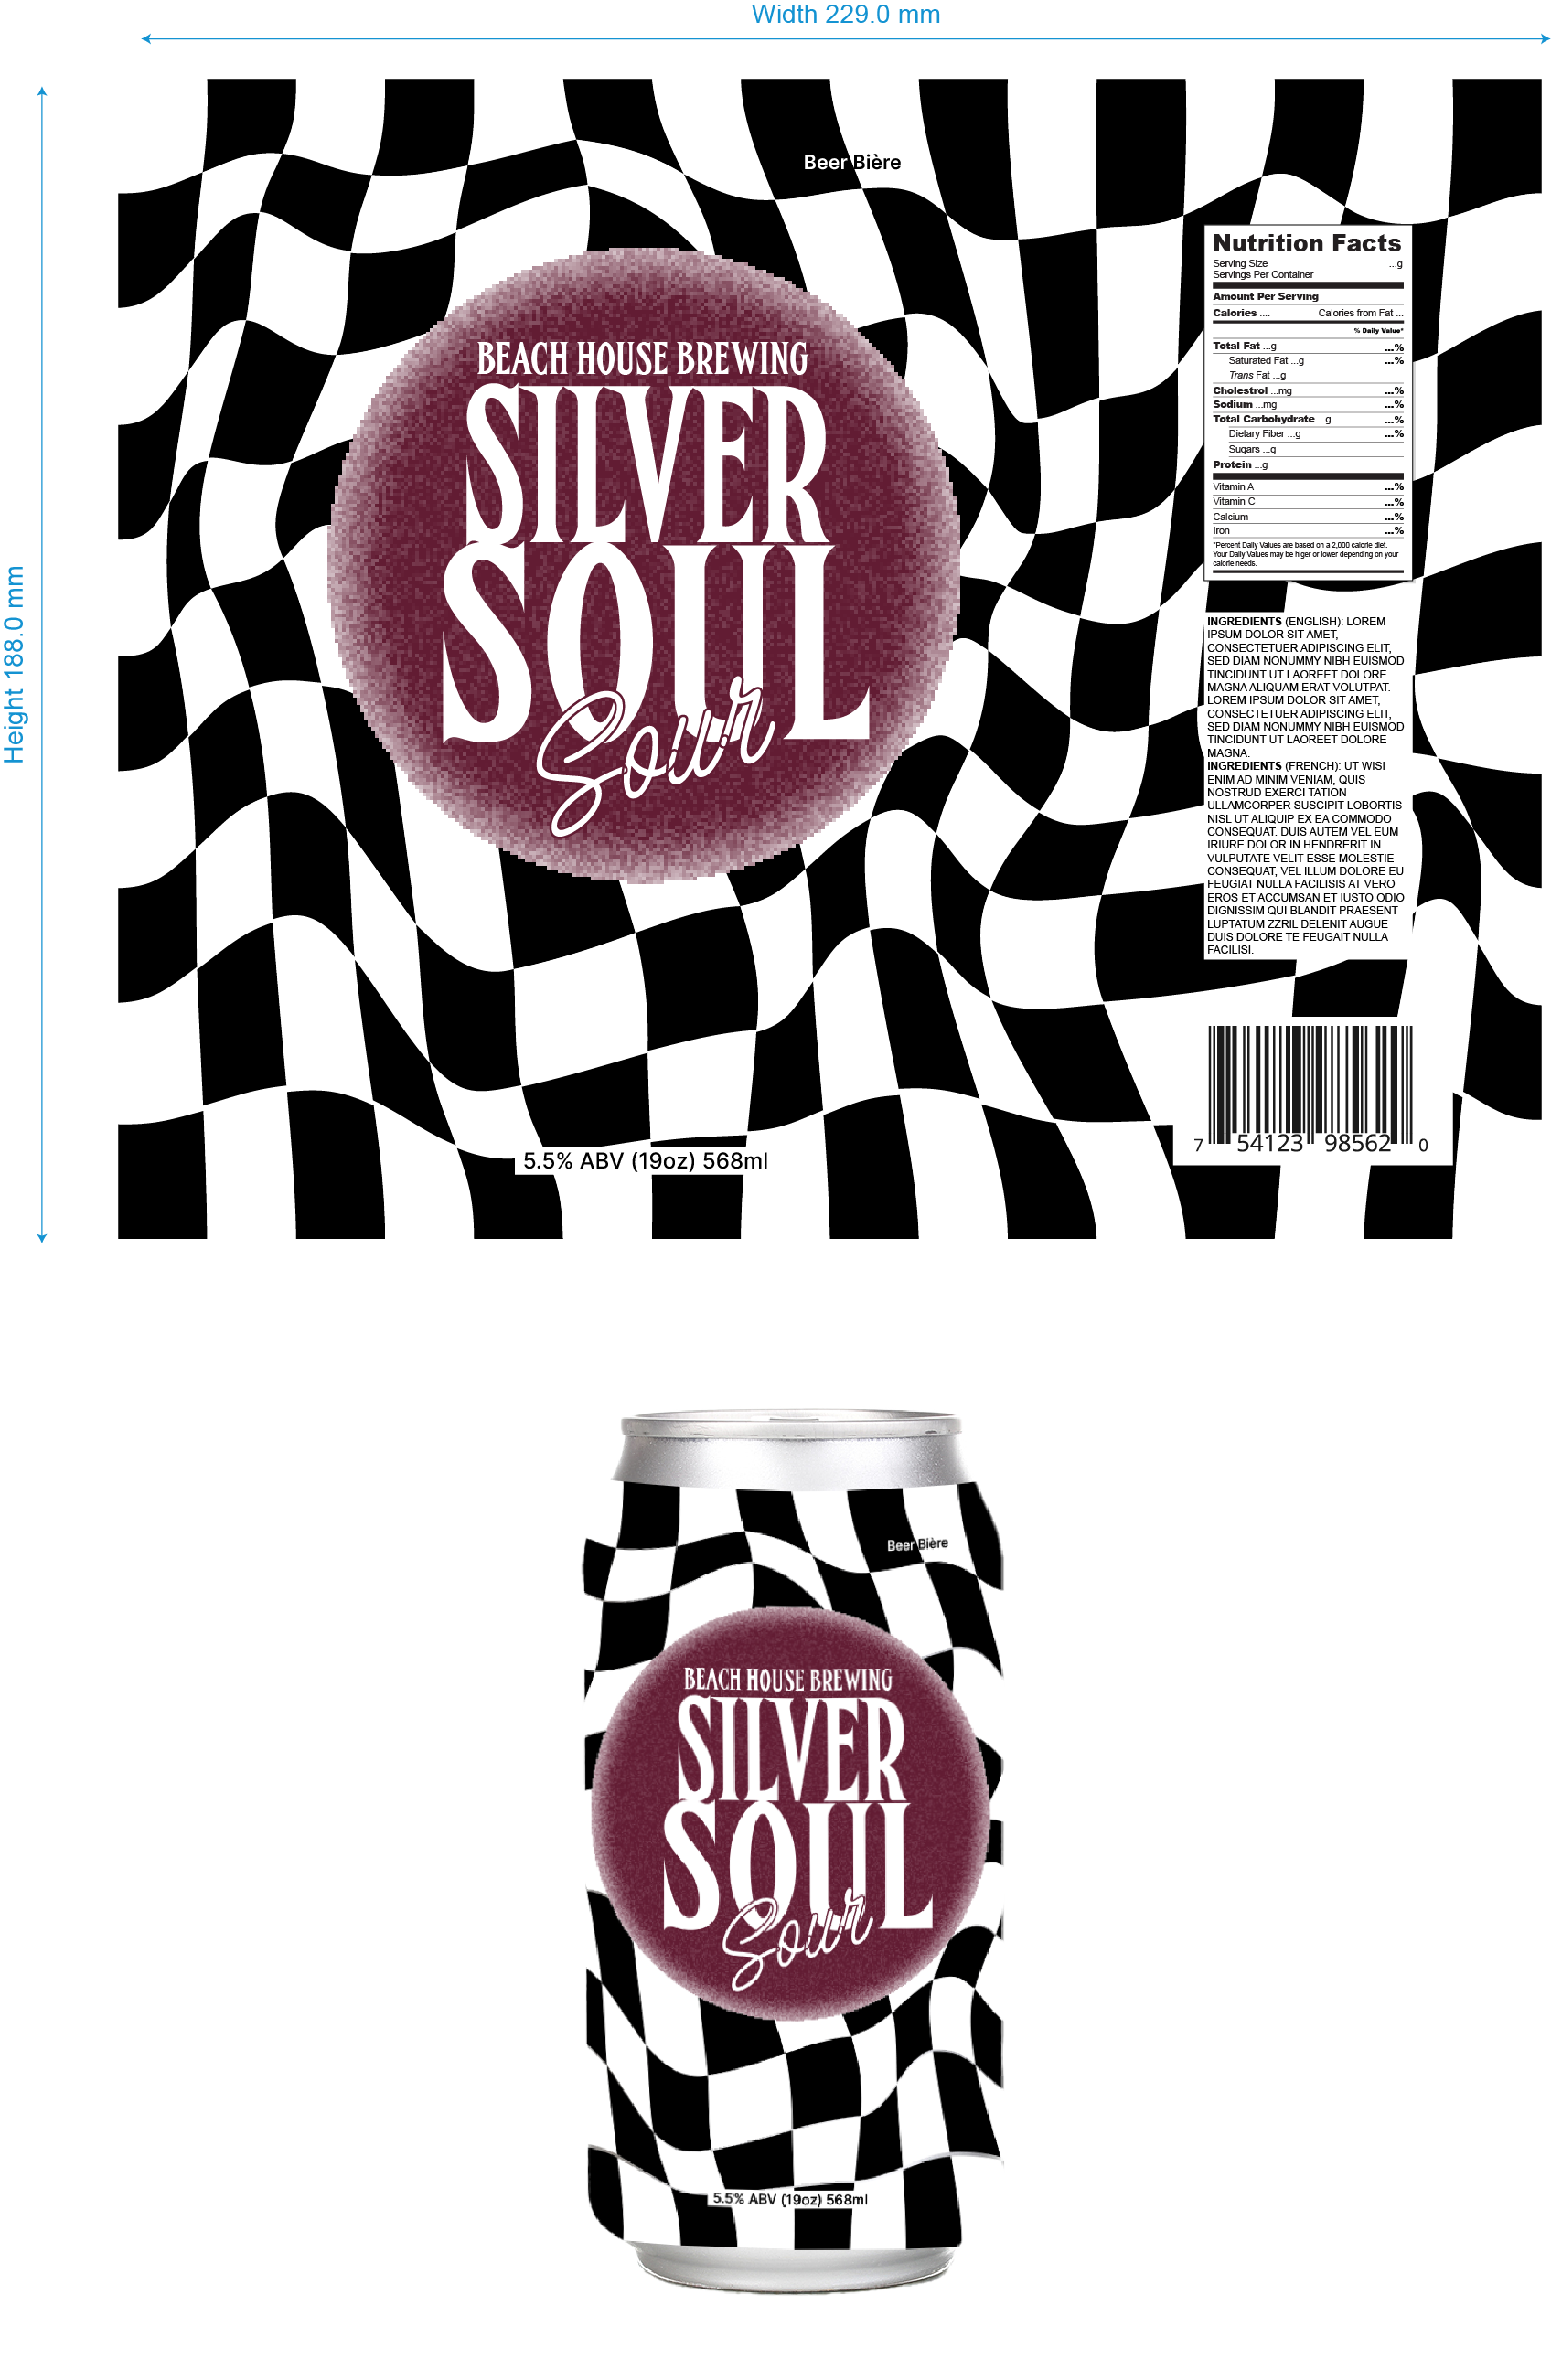 Width 229.0 mm
Height 188.0 mm
Beer Bière
BEACH HOUSE BREWING
SILVER
SOUL
Sour
5.5% ABV (19oz) 568ml
Nutrition Facts
Serving Size ...g
Servings Per Container
Amount Per Serving
Calories .... Calories from Fat ...
% Daily Value*
Total Fat ...g ...%
Saturated Fat ...g ...%
Trans Fat ...g
Cholestrol ...mg ...%
Sodium ...mg ...%
Total Carbohydrate ...g ...%
Dietary Fiber ...g ...%
Sugars ...g
Protein ...g
Vitamin A ...%
Vitamin C ...%
Calcium ...%
Iron ...%
*Percent Daily Values are based on a 2,000 calorie diet.
Your Daily Values may be higer or lower depending on your
calorie needs.
INGREDIENTS (ENGLISH): LOREM
IPSUM DOLOR SIT AMET,
CONSECTETUER ADIPISCING ELIT,
SED DIAM NONUMMY NIBH EUISMOD
TINCIDUNT UT LAOREET DOLORE
MAGNA ALIQUAM ERAT VOLUTPAT.
LOREM IPSUM DOLOR SIT AMET,
CONSECTETUER ADIPISCING ELIT,
SED DIAM NONUMMY NIBH EUISMOD
TINCIDUNT UT LAOREET DOLORE
MAGNA.
INGREDIENTS (FRENCH): UT WISI
ENIM AD MINIM VENIAM, QUIS
NOSTRUD EXERCI TATION
ULLAMCORPER SUSCIPIT LOBORTIS
NISL UT ALIQUIP EX EA COMMODO
CONSEQUAT. DUIS AUTEM VEL EUM
IRIURE DOLOR IN HENDRERIT IN
VULPUTATE VELIT ESSE MOLESTIE
CONSEQUAT, VEL ILLUM DOLORE EU
FEUGIAT NULLA FACILISIS AT VERO
EROS ET ACCUMSAN ET IUSTO ODIO
DIGNISSIM QUI BLANDIT PRAESENT
LUPTATUM ZZRIL DELENIT AUGUE
DUIS DOLORE TE FEUGAIT NULLA
FACILISI.
7 54123 98562 0
Beer Bière
BEACH HOUSE BREWING
SILVER
SOUL
Sour
5.5% ABV (19oz) 568ml